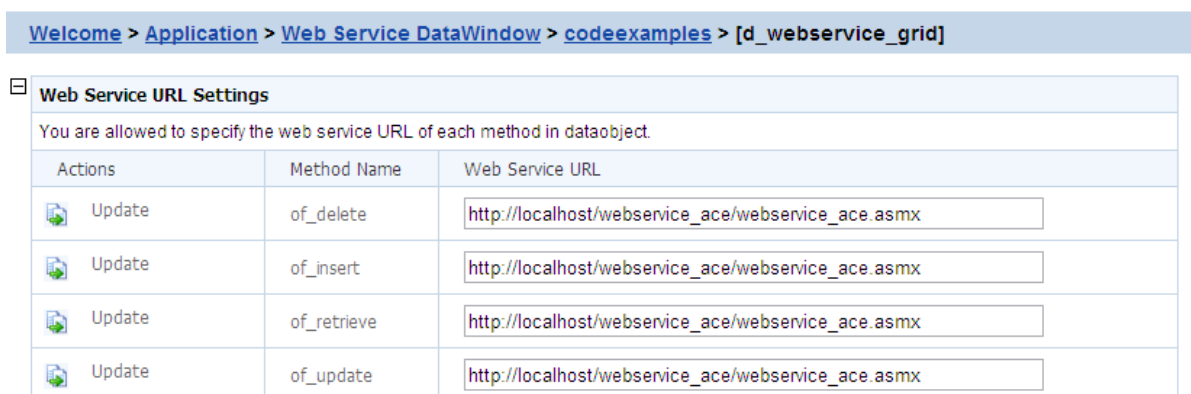 Welcome > Application > Web Service DataWindow > codeexamples > [d_webservice_grid]
Web Service URL Settings
You are allowed to specify the web service URL of each method in dataobject.
Actions Method Name Web Service URL
Update of_delete http://localhost/webservice_ace/webservice_ace.asmx
Update of_insert http://localhost/webservice_ace/webservice_ace.asmx
Update of_retrieve http://localhost/webservice_ace/webservice_ace.asmx
Update of_update http://localhost/webservice_ace/webservice_ace.asmx